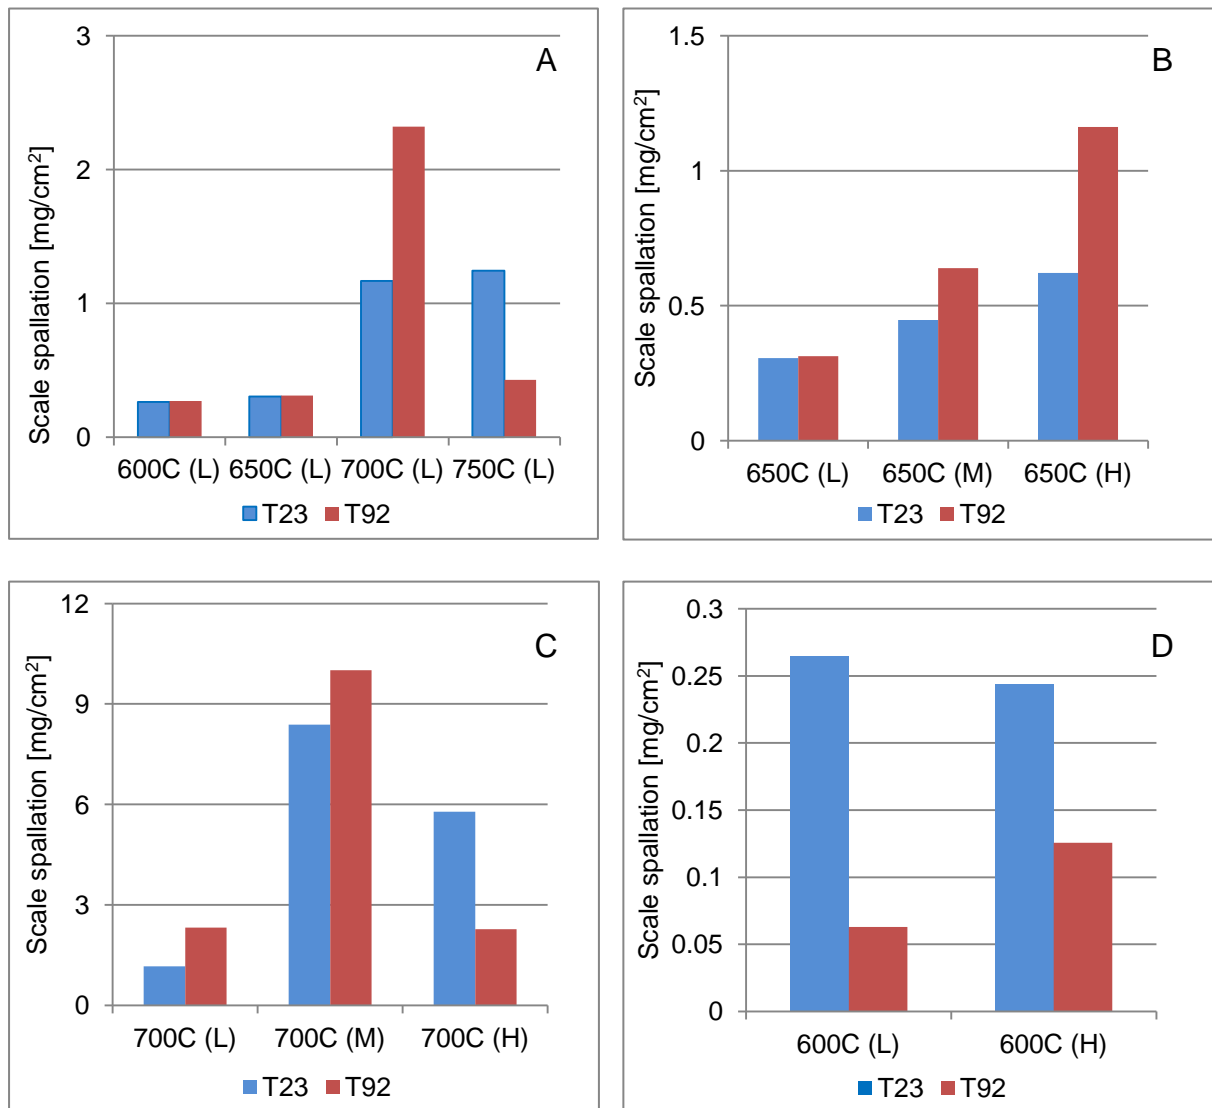 A
Scale spallation [mg/cm²]
3
2
1
0
600C (L) 650C (L) 700C (L) 750C (L)
T23 T92
B
Scale spallation [mg/cm²]
1.5
1
0.5
0
650C (L) 650C (M) 650C (H)
T23 T92
C
Scale spallation [mg/cm²]
12
9
6
3
0
700C (L) 700C (M) 700C (H)
T23 T92
D
Scale spallation [mg/cm²]
0.3
0.25
0.2
0.15
0.1
0.05
0
600C (L) 600C (H)
T23 T92